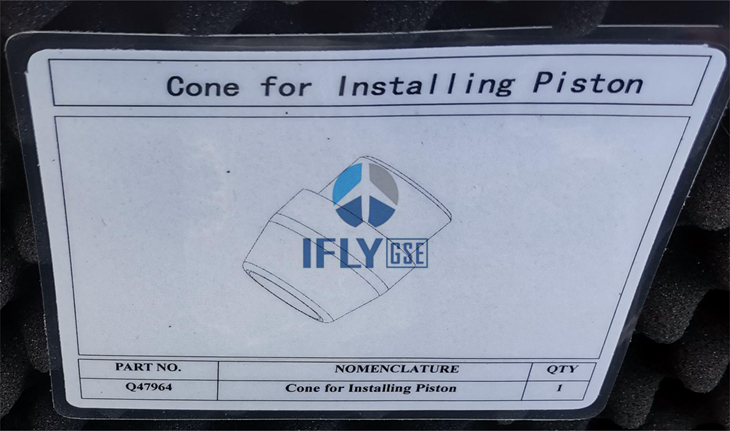 Cone for Installing Piston
IFLY GSE
PART NO. NOMENCLATURE QTY
Q47964 Cone for Installing Piston 1